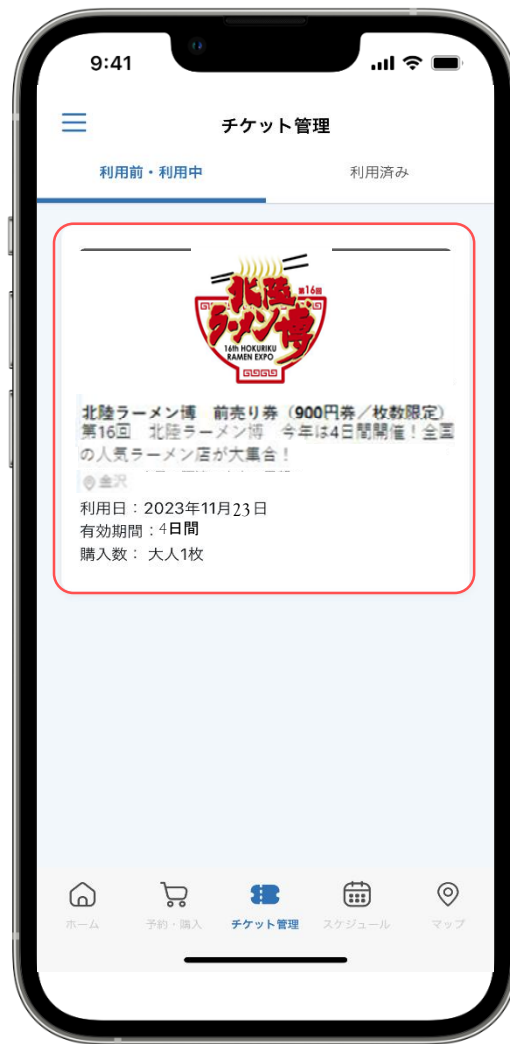 9:41
チケット管理
利用前・利用中
利用済み
北陸
第16回
ラーメン博
16th HOKURIKU
RAMEN EXPO
北陸ラーメン博　前売り券（900円券／枚数限定）
第16回　北陸ラーメン博　今年は4日間開催！全国
の人気ラーメン店が大集合！
金沢
利用日：2023年11月23日
有効期間：4日間
購入数： 大人1枚
ホーム
予約・購入
チケット管理
スケジュール
マップ